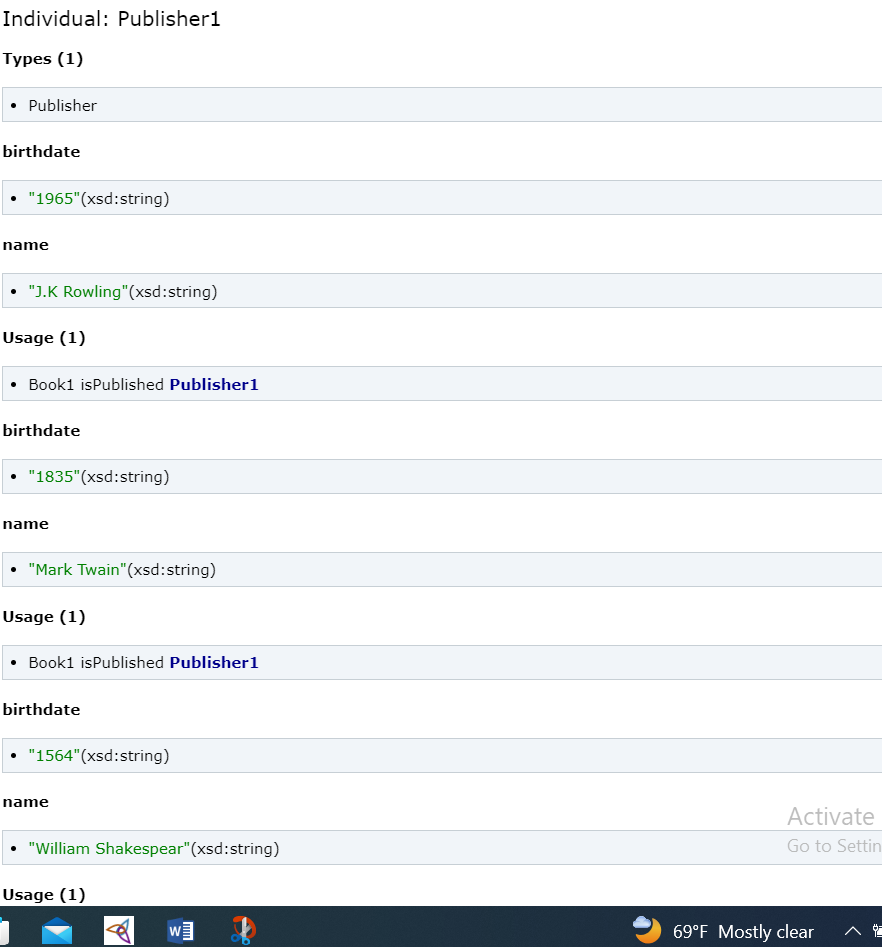 Individual: Publisher1
Types (1)
• Publisher
birthdate
• "1965"(xsd:string)
name
• "J.K Rowling"(xsd:string)
Usage (1)
• Book1 isPublished Publisher1
birthdate
• "1835"(xsd:string)
name
• "Mark Twain"(xsd:string)
Usage (1)
• Book1 isPublished Publisher1
birthdate
• "1564"(xsd:string)
name
Activate
• "William Shakespear"(xsd:string)
Go to Settin
Usage (1)
W
69°F Mostly clear